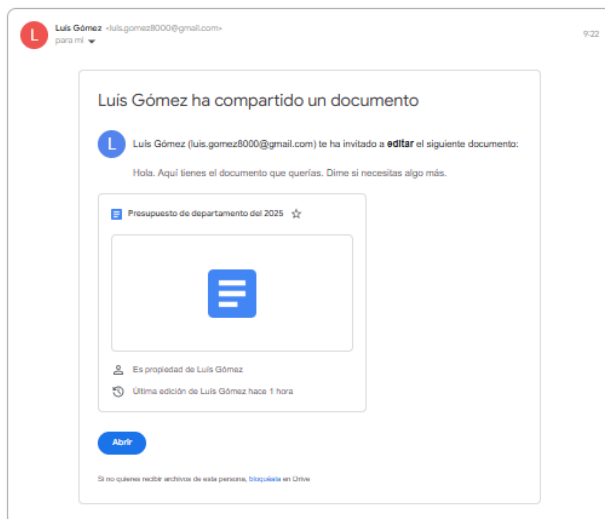 L
Luis Gómez <luis.gomez8000@gmail.com>
para mí
9:22
Luis Gómez ha compartido un documento
L
Luis Gómez (luis.gomez8000@gmail.com) te ha invitado a editar el siguiente documento:
Hola. Aquí tienes el documento que querías. Dime si necesitas algo más.
Presupuesto de departamento del 2025
Es propiedad de Luis Gómez
Última edición de Luis Gómez hace 1 hora
Abrir
Si no quieres recibir archivos de esta persona, bloquéala en Drive